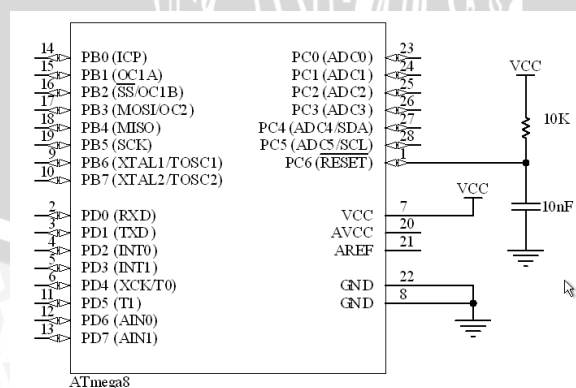 14 PB0 (ICP)
15 PB1 (OC1A)
16 PB2 (SS/OC1B)
17 PB3 (MOSI/OC2)
18 PB4 (MISO)
19 PB5 (SCK)
9 PB6 (XTAL1/TOSC1)
10 PB7 (XTAL2/TOSC2)
2 PD0 (RXD)
3 PD1 (TXD)
4 PD2 (INT0)
5 PD3 (INT1)
6 PD4 (XCK/T0)
11 PD5 (T1)
12 PD6 (AIN0)
13 PD7 (AIN1)
PC0 (ADC0) 23
PC1 (ADC1) 24
PC2 (ADC2) 25
PC3 (ADC3) 26
PC4 (ADC4/SDA) 27
PC5 (ADC5/SCL) 28
PC6 (RESET) 1
VCC 7
AVCC 20
AREF 21
GND 22
GND 8
VCC
VCC
10K
10nF
ATmega8